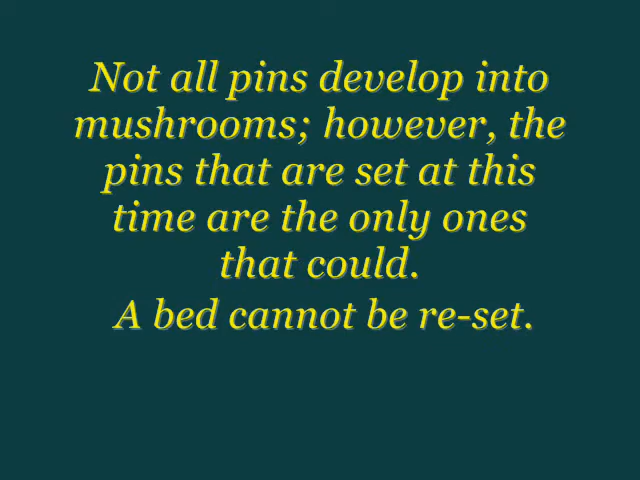 Not all pins develop into
mushrooms; however, the
pins that are set at this
time are the only ones
that could.
A bed cannot be re-set.